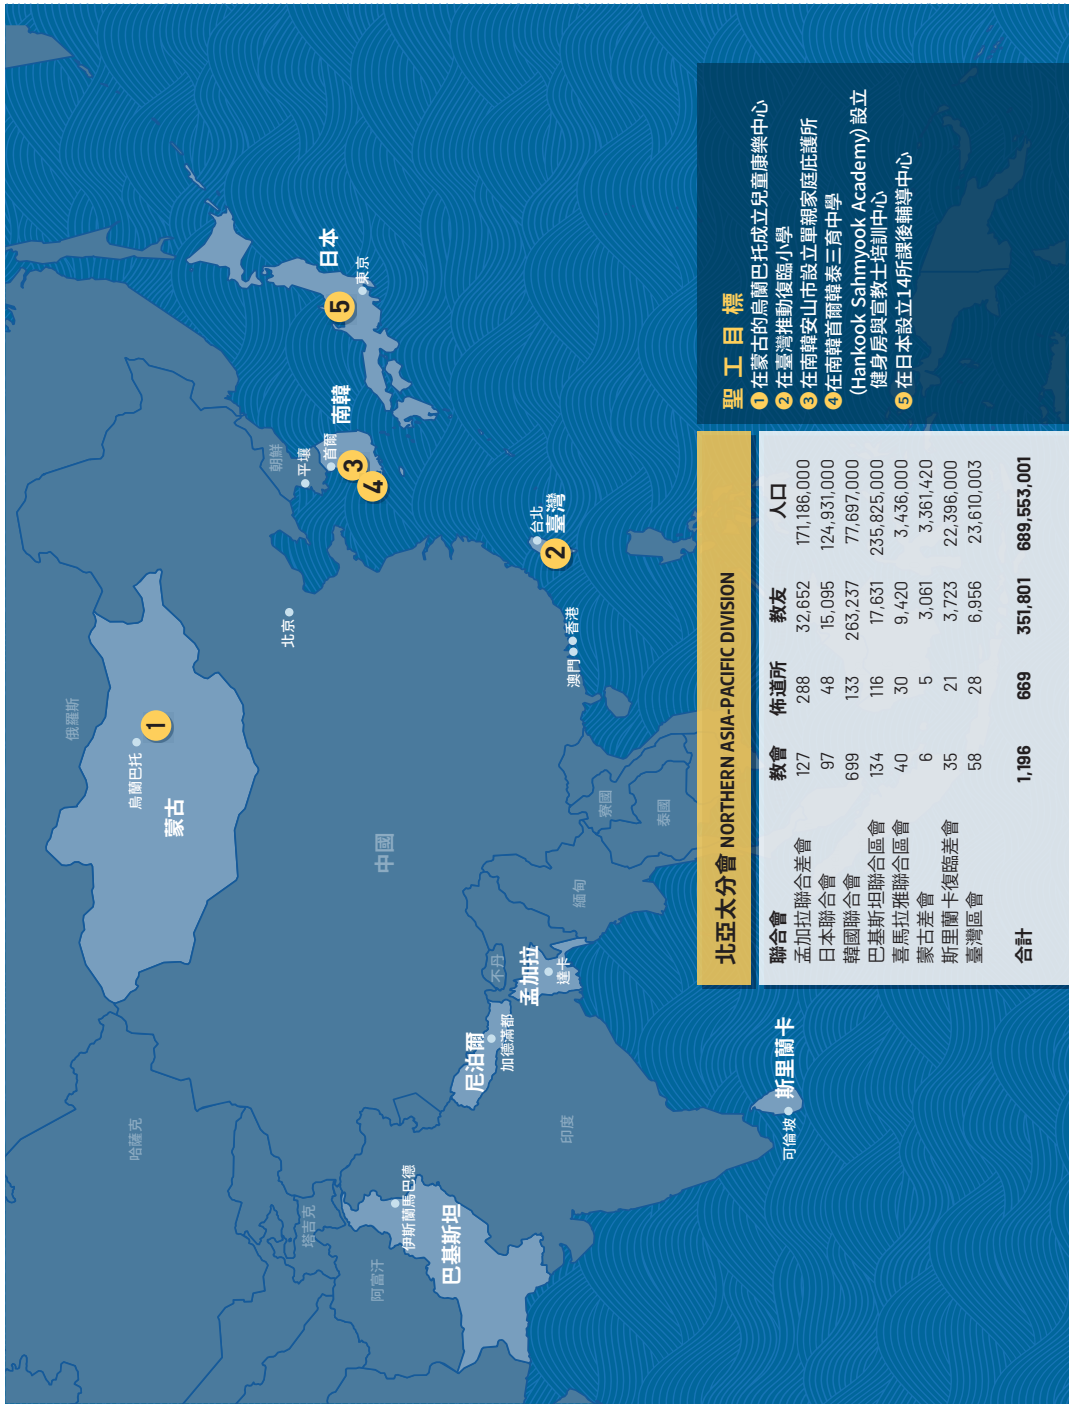 俄羅斯
烏蘭巴托
1
蒙古
哈薩克
塔吉克
阿富汗
伊斯蘭馬巴德
巴基斯坦
中國
北京
朝鮮
平壤
首爾
南韓
3
4
日本
東京
5
尼泊爾
加德滿都
不丹
孟加拉
達卡
印度
緬甸
寮國
泰國
澳門
香港
台北
臺灣
2
可倫坡
斯里蘭卡
北亞太分會 NORTHERN ASIA-PACIFIC DIVISION
聯合會 教會 佈道所 教友 人口
孟加拉聯合差會 127 288 32,652 171,186,000
日本聯合會 97 48 15,095 124,931,000
韓國聯合會 699 133 263,237 77,697,000
巴基斯坦聯合區會 134 116 17,631 235,825,000
喜馬拉雅聯合區會 40 30 9,420 3,436,000
蒙古差會 6 5 3,061 3,361,420
斯里蘭卡復臨差會 35 21 3,723 22,396,000
臺灣區會 58 28 6,956 23,610,003
合計 1,196 669 351,801 689,553,001
聖工目標
1 在蒙古的烏蘭巴托成立兒童康樂中心
2 在臺灣推動復臨小學
3 在南韓安山市設立單親家庭庇護所
4 在南韓首爾韓泰三育中學
(Hankook Sahmyook Academy) 設立
健身房與宣教士培訓中心
5 在日本設立14所課後輔導中心